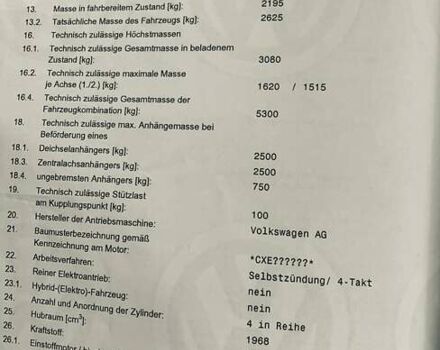 13. Masse in fahrbereitem Zustand [kg]: 2195
13.2. Tatsächliche Masse des Fahrzeugs [kg]: 2625
16. Technisch zulässige Höchstmassen
16.1. Technisch zulässige Gesamtmasse in beladenem
Zustand [kg]: 3080
16.2. Technisch zulässige maximale Masse
je Achse (1./2.) [kg]: 1620 / 1515
16.4. Technisch zulässige Gesamtmasse der
Fahrzeugkombination [kg]: 5300
18. Technisch zulässige max. Anhängemasse bei
Beförderung eines
18.1. Deichselanhängers [kg]: 2500
18.3. Zentralachsanhängers [kg]: 2500
18.4. ungebremsten Anhängers [kg]: 750
19. Technisch zulässige Stützlast
am Kupplungspunkt [kg]: 100
20. Hersteller der Antriebsmaschine: Volkswagen AG
21. Baumusterbezeichnung gemäß
Kennzeichnung am Motor: *CXE??????*
22. Arbeitsverfahren: Selbstzündung/ 4-Takt
23. Reiner Elektroantrieb: nein
23.1. Hybrid-(Elektro)-Fahrzeug: nein
24. Anzahl und Anordnung der Zylinder: 4 in Reihe
25. Hubraum [cm³]: 1968
26. Kraftstoff:
26.1. Einstoffmotor